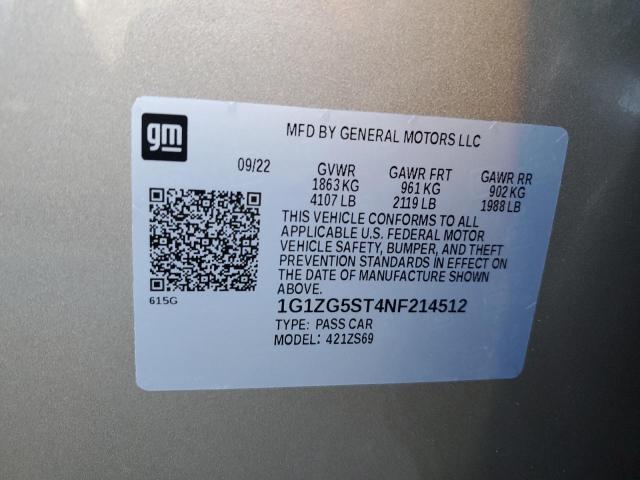 gm
MFD BY GENERAL MOTORS LLC
09/22 GVWR GAWR FRT GAWR RR
1863 KG 961 KG 902 KG
4107 LB 2119 LB 1988 LB
THIS VEHICLE CONFORMS TO ALL
APPLICABLE U.S. FEDERAL MOTOR
VEHICLE SAFETY, BUMPER, AND THEFT
PREVENTION STANDARDS IN EFFECT ON
THE DATE OF MANUFACTURE SHOWN
ABOVE.
615G
1G1ZG5ST4NF214512
TYPE: PASS CAR
MODEL: 421ZS69